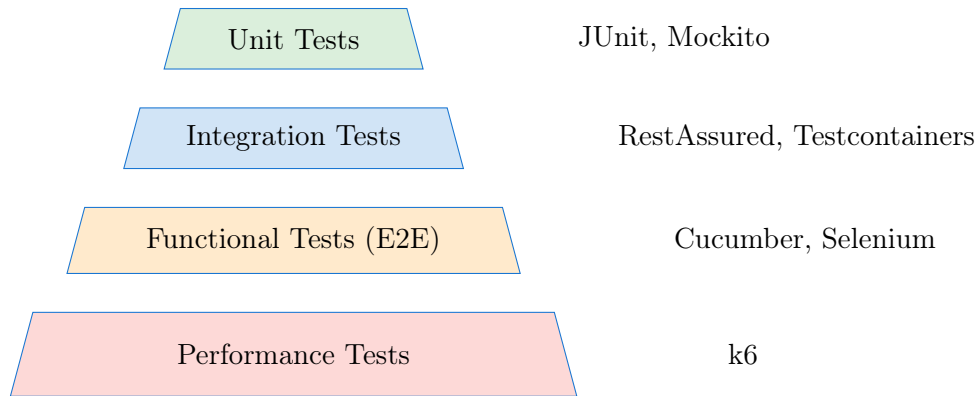 Unit Tests
JUnit, Mockito
Integration Tests
RestAssured, Testcontainers
Functional Tests (E2E)
Cucumber, Selenium
Performance Tests
k6